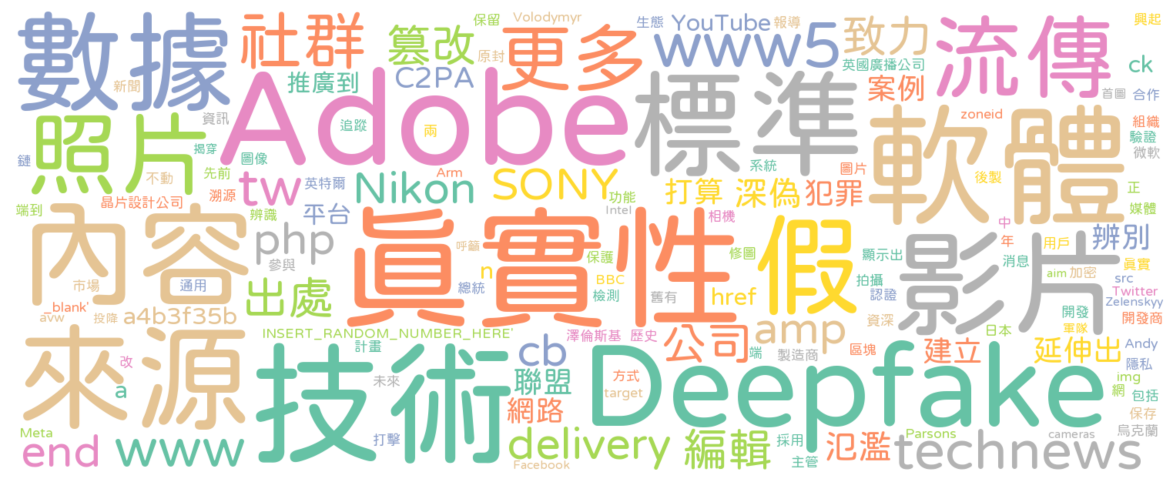 數據
社群
篡改
更多
www5
致力
流傳
保留
Volodymyr
生態
YouTube
報導
興起
新聞
推廣到
C2PA
原封
英國廣播公司
案例
ck
首圖
合作
照片
資訊
Adobe
標準
軟體
追蹤
兩
zoneid
組織
驗證
微軟
鏈
揭穿
圖像
不動
先前
tw
英特爾
Nikon
Arm
SONY
系統
圖片
打算
深偽
犯罪
後製
正
媒體
晶片設計公司
溯源
功能
端到
辨識
平台
Intel
相機
中
內容
php
眞實性
假
影片
辨別
參與
呼籲
保護
修圖
顯示出
年
用戶
消息
市場
通用
出處
總統
n
BBC
檢測
舊有
href
拍攝
認證
aim
加密
眞實
src
Twitter
_blank'
avw
投降
a4b3f35b
Zelenskyy
資深
開發
開發商
INSERT_RANDOM_NUMBER_HERE'
澤倫斯基
歷史
amp
日本
軍隊
來源
技術
計畫
cb
公司
端
製造商
區塊
建立
延伸出
Andy
隱私
改
a
未來
聯盟
方式
target
Deepfake
img
網
包括
保存
網路
Meta
end
www
打擊
delivery
編輯
採用
主管
氾濫
Parsons
technews
cameras
烏克蘭
Facebook